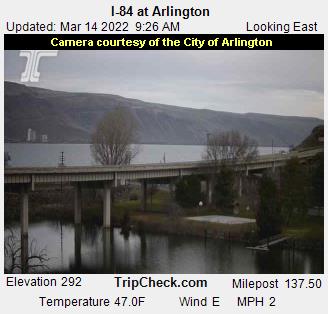 I-84 at Arlington
Updated: Mar 14 2022 9:26 AM Looking East
Camera courtesy of the City of Arlington
Elevation 292 TripCheck.com Milepost 137.50
Temperature 47.0F Wind E MPH 2